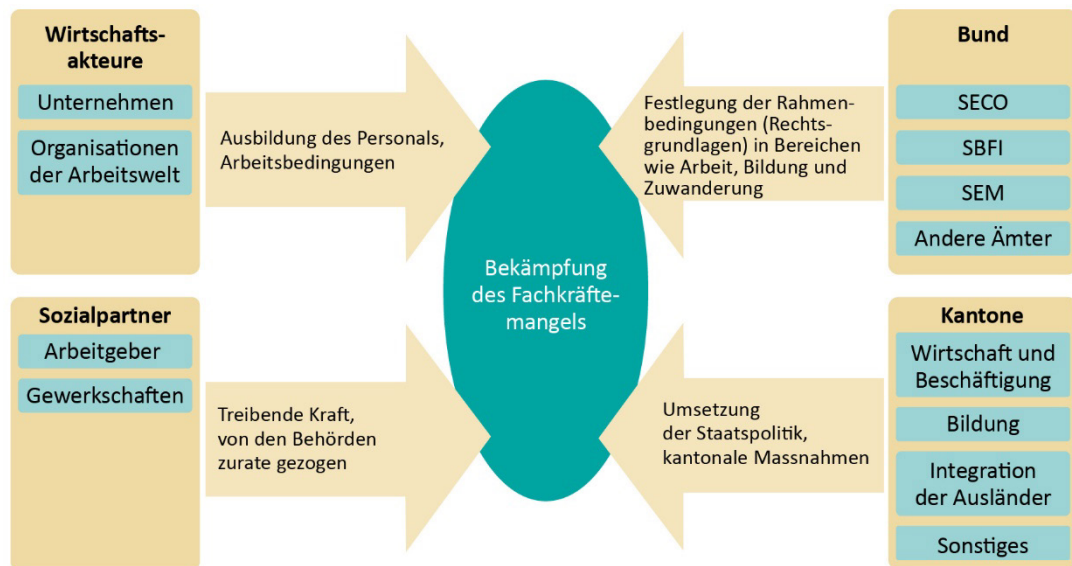 Wirtschafts-
akteure
Unternehmen
Organisationen
der Arbeitswelt
Ausbildung des Personals,
Arbeitsbedingungen
Festlegung der Rahmen-
bedingungen (Rechts-
grundlagen) in Bereichen
wie Arbeit, Bildung und
Zuwanderung
Bund
SECO
SBFI
SEM
Andere Ämter
Bekämpfung
des Fachkräfte-
mangels
Sozialpartner
Arbeitgeber
Gewerkschaften
Treibende Kraft,
von den Behörden
zurate gezogen
Umsetzung
der Staatspolitik,
kantonale Massnahmen
Kantone
Wirtschaft und
Beschäftigung
Bildung
Integration
der Ausländer
Sonstiges